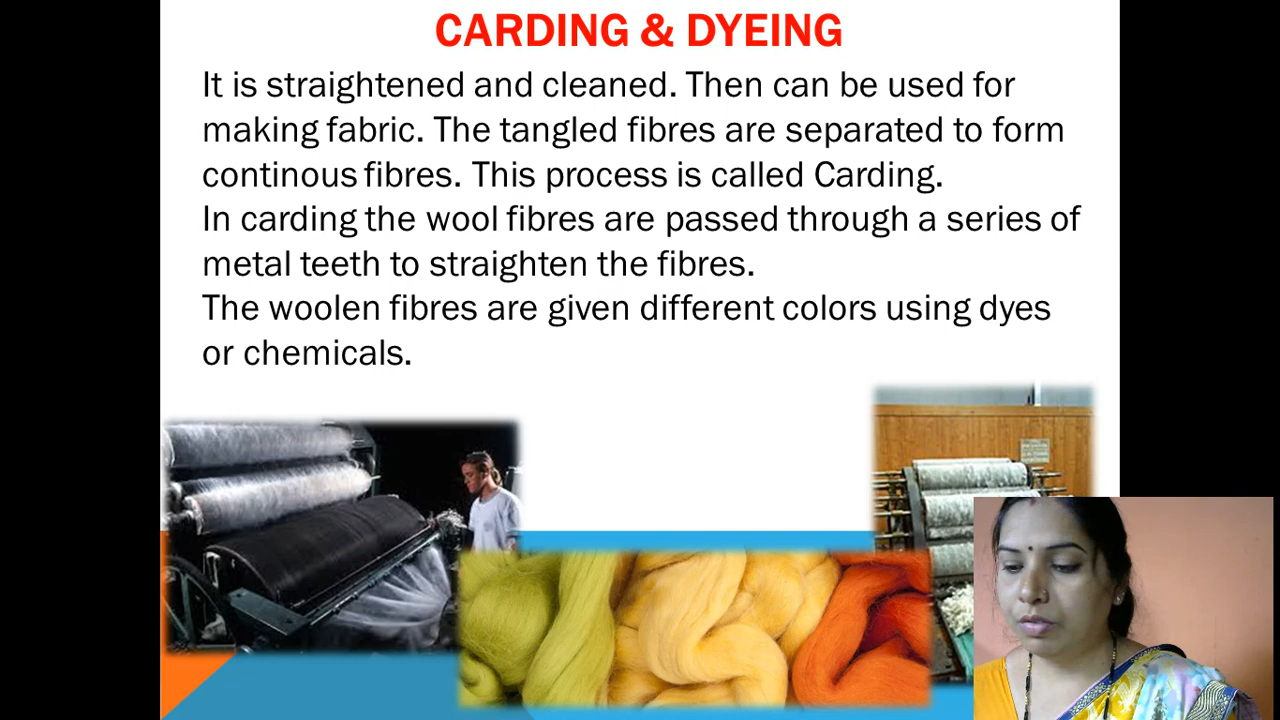 CARDING & DYEING
It is straightened and cleaned. Then can be used for
making fabric. The tangled fibres are separated to form
continous fibres. This process is called Carding.
In carding the wool fibres are passed through a series of
metal teeth to straighten the fibres.
The woolen fibres are given different colors using dyes
or chemicals.